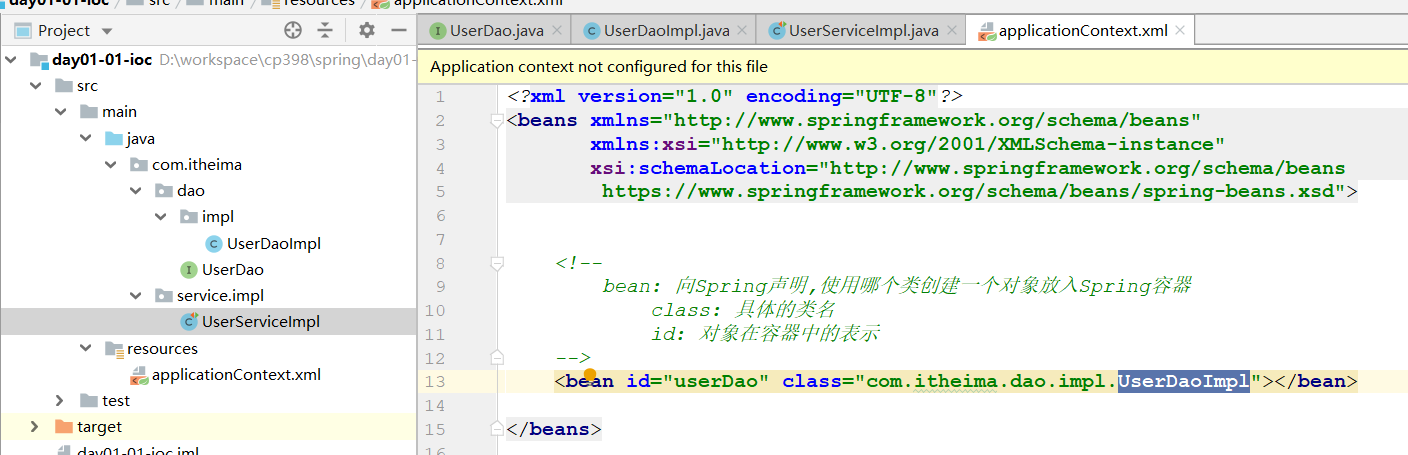 day01-01-ioc src main resources applicationContext.xml
Project
UserDao.java UserDaoImpl.java UserServiceImpl.java applicationContext.xml
day01-01-ioc D:\workspace\cp398\spring\day01-
src
main
java
com.itheima
dao
impl
UserDaoImpl
UserDao
service.impl
UserServiceImpl
resources
applicationContext.xml
test
target
day01-01-ioc.iml
Application context not configured for this file
1 <?xml version="1.0" encoding="UTF-8"?>
2 <beans xmlns="http://www.springframework.org/schema/beans"
3 xmlns:xsi="http://www.w3.org/2001/XMLSchema-instance"
4 xsi:schemaLocation="http://www.springframework.org/schema/beans
5 https://www.springframework.org/schema/beans/spring-beans.xsd">
6
7
8 <!--
9 bean: 向Spring声明,使用哪个类创建一个对象放入Spring容器
10 class: 具体的类名
11 id: 对象在容器中的表示
12 -->
13 <bean id="userDao" class="com.itheima.dao.impl.UserDaoImpl"></bean>
14
15 </beans>
16